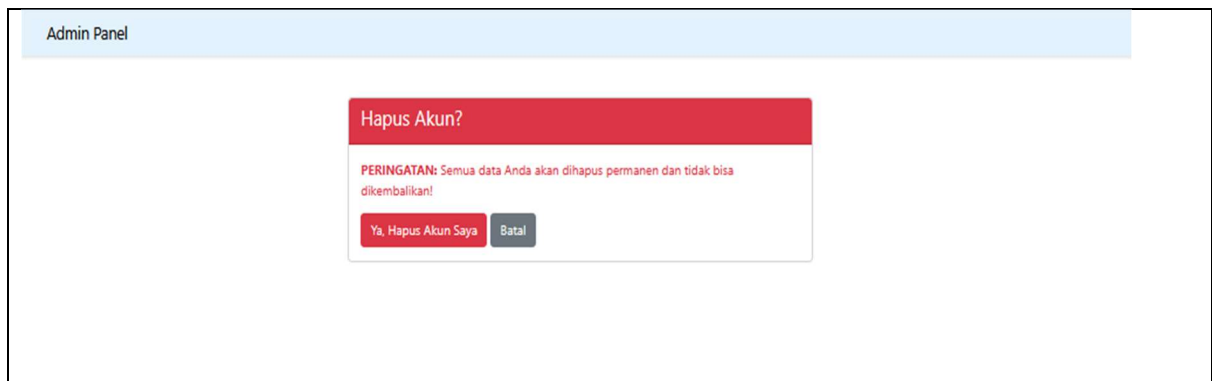 Admin Panel
Hapus Akun?
PERINGATAN: Semua data Anda akan dihapus permanen dan tidak bisa
dikembalikan!
Ya, Hapus Akun Saya Batal